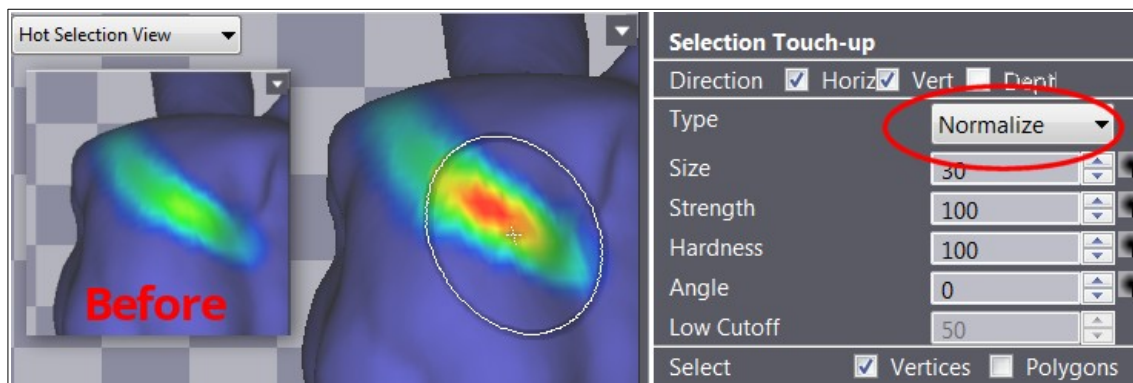 Hot Selection View
Before
Selection Touch-up
Direction Horiz Vert Dept
Type Normalize
Size 30
Strength 100
Hardness 100
Angle 0
Low Cutoff 50
Select Vertices Polygons